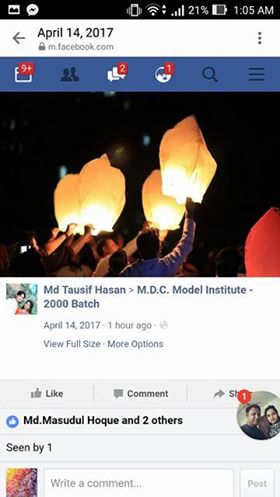 21% 1:05 AM
April 14, 2017
m.facebook.com
9+ 2 1
Md Tausif Hasan > M.D.C. Model Institute -
2000 Batch
April 14, 2017 · 1 hour ago ·
View Full Size · More Options
Like Comment Sh
1
Md.Masudul Hoque and 2 others
Seen by 1
Write a comment... Post